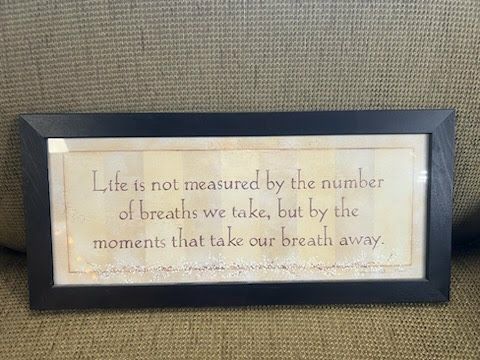 Life is not measured by the number
of breaths we take, but by the
moments that take our breath away.